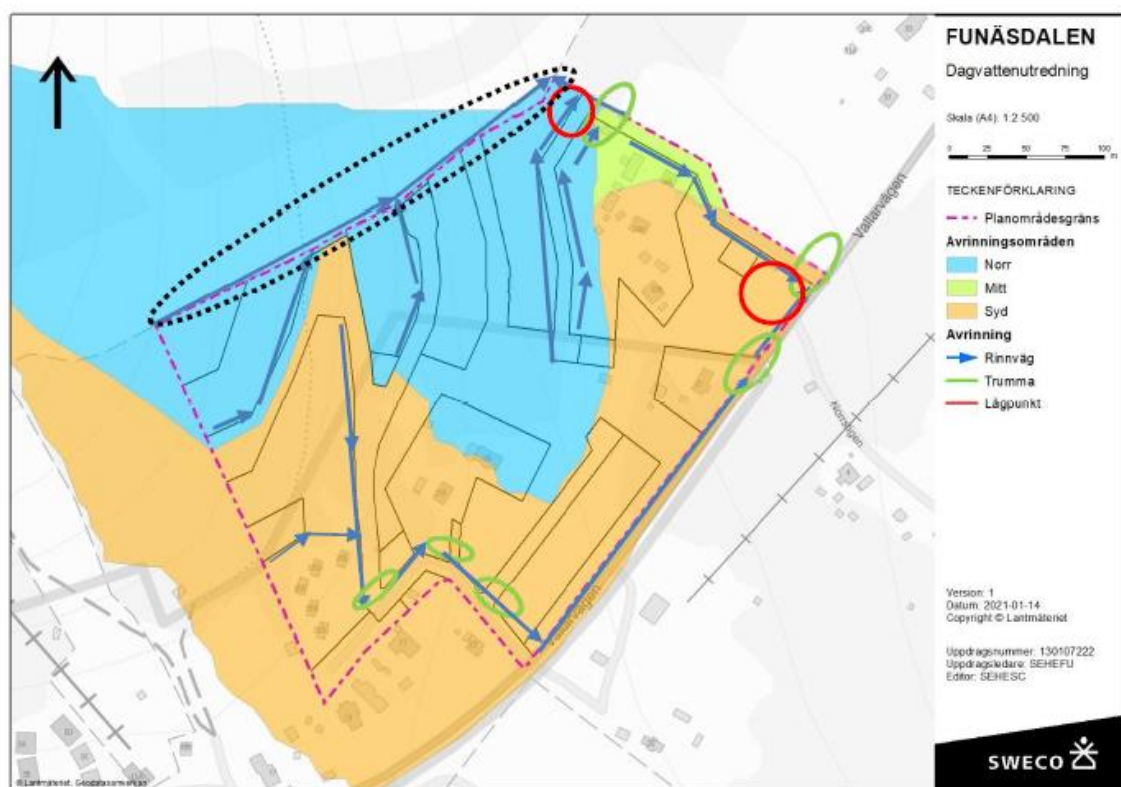 FUNÄSDALEN
Dagvattenutredning
Skala (A4): 1:2 500
0 25 50 75 100
m
TECKENFÖRKLARING
Planområdesgräns
Avrinningsområden
Norr
Mitt
Syd
Avrinning
Rinnväg
Trumma
Lågpunkt
Vallarvägen
Norrstigen
Vallarvägen
Version: 1
Datum: 2021-01-14
Copyright © Lantmäteriet
Uppdragsnummer: 130107222
Uppdragsledare: SEHEFU
Editor: SEHESC
SWECO
© Lantmäteriet, Geodatasamverkan